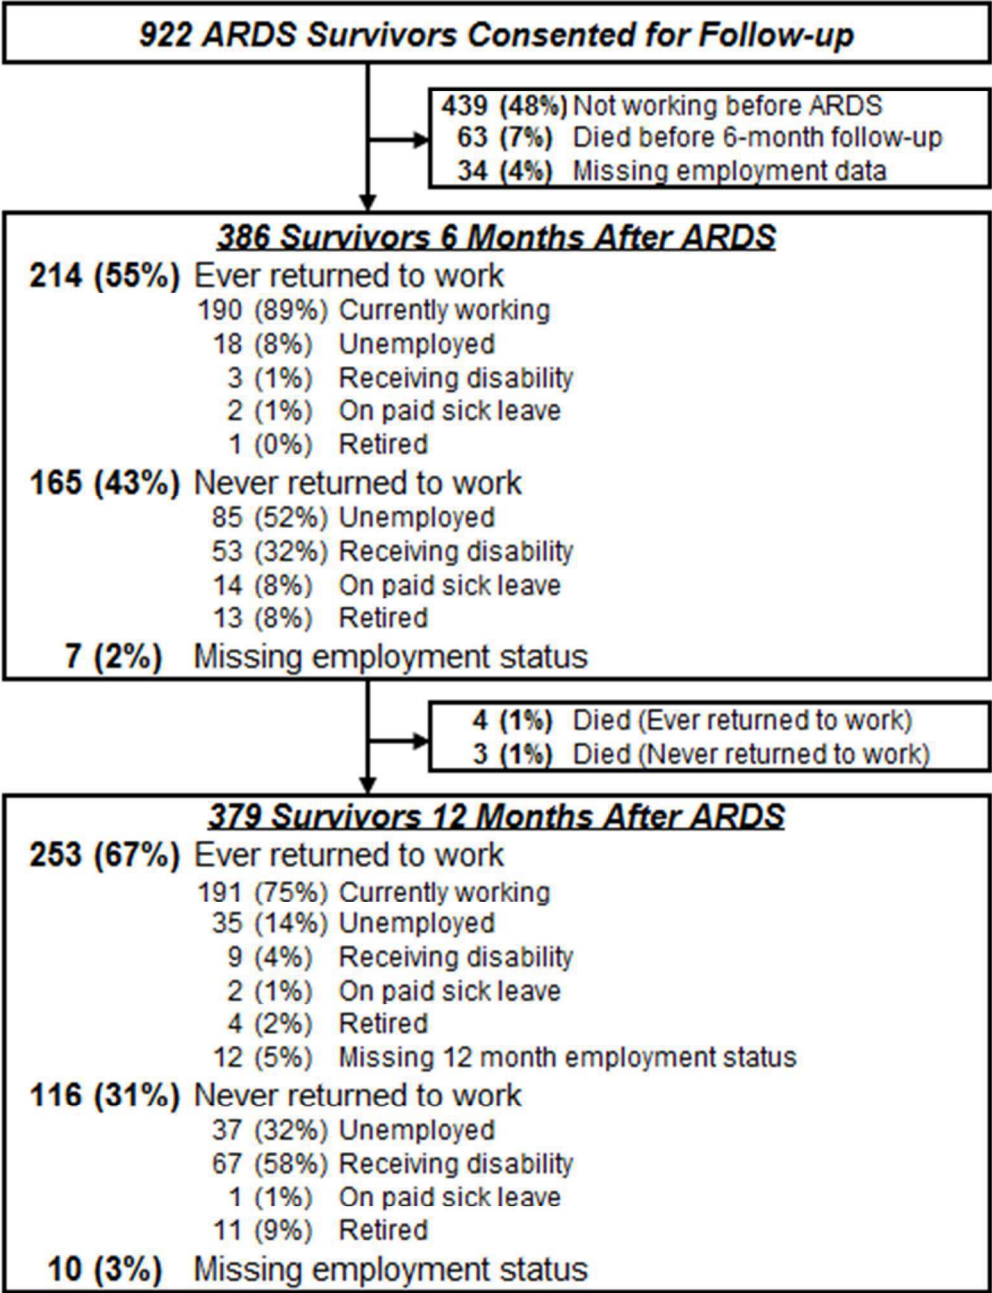 922 ARDS Survivors Consented for Follow-up
439 (48%) Not working before ARDS
63 (7%) Died before 6-month follow-up
34 (4%) Missing employment data
386 Survivors 6 Months After ARDS
214 (55%) Ever returned to work
190 (89%) Currently working
18 (8%) Unemployed
3 (1%) Receiving disability
2 (1%) On paid sick leave
1 (0%) Retired
165 (43%) Never returned to work
85 (52%) Unemployed
53 (32%) Receiving disability
14 (8%) On paid sick leave
13 (8%) Retired
7 (2%) Missing employment status
4 (1%) Died (Ever returned to work)
3 (1%) Died (Never returned to work)
379 Survivors 12 Months After ARDS
253 (67%) Ever returned to work
191 (75%) Currently working
35 (14%) Unemployed
9 (4%) Receiving disability
2 (1%) On paid sick leave
4 (2%) Retired
12 (5%) Missing 12 month employment status
116 (31%) Never returned to work
37 (32%) Unemployed
67 (58%) Receiving disability
1 (1%) On paid sick leave
11 (9%) Retired
10 (3%) Missing employment status